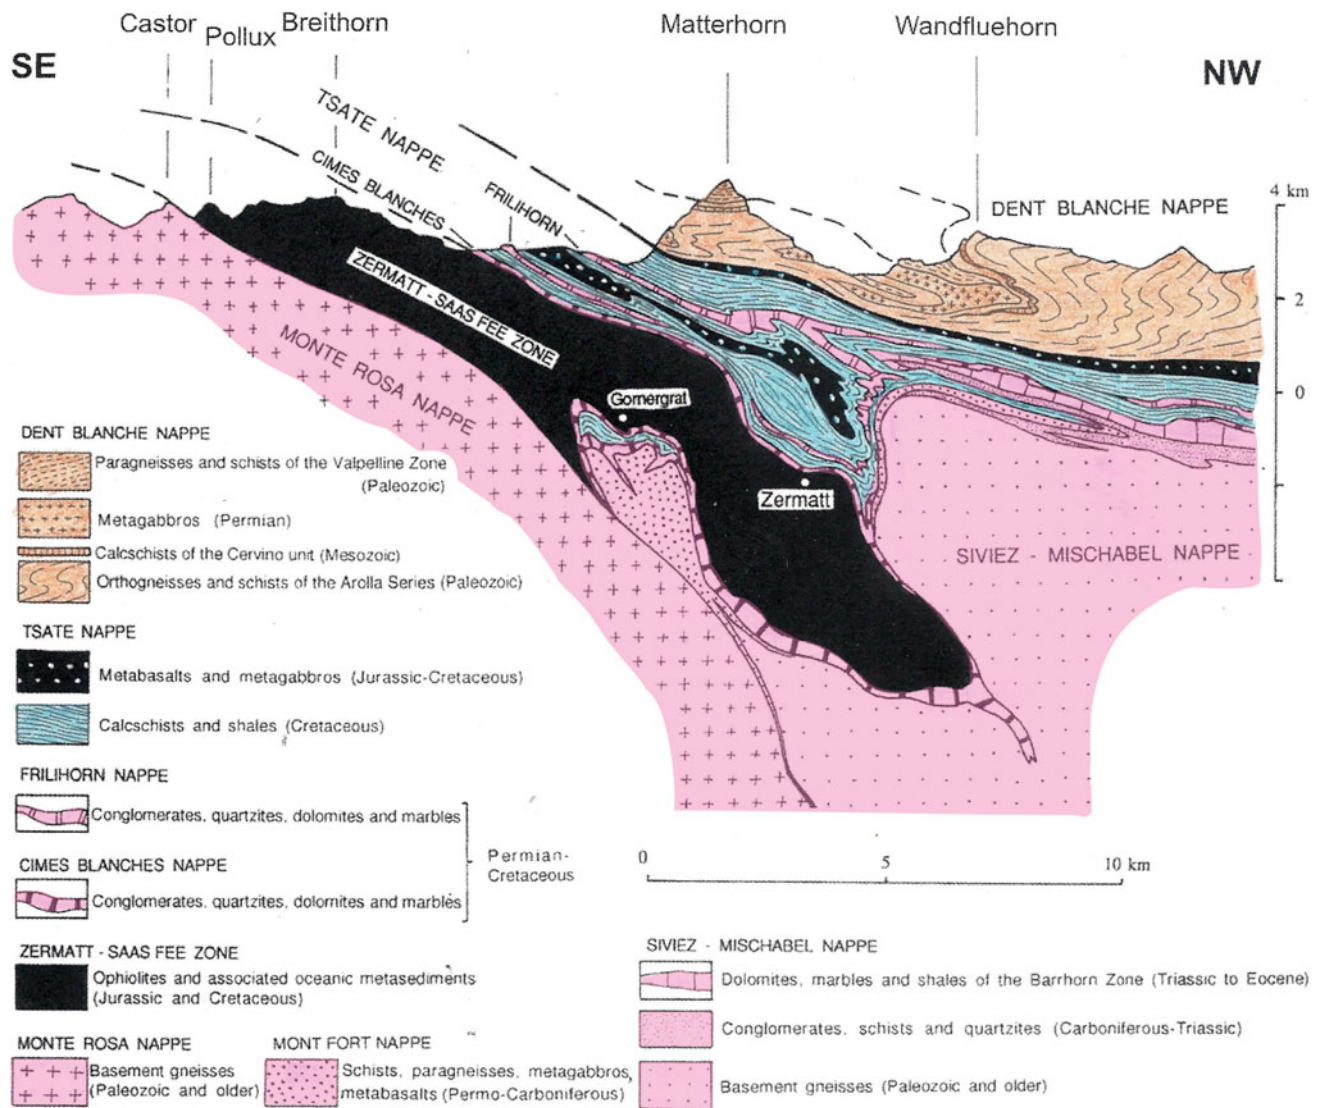 Castor
Pollux
Breithorn
Matterhorn
Wandfluehorn
SE
NW
TSATE NAPPE
CIMES BLANCHES
FRILIHORN
4 km
DENT BLANCHE NAPPE
ZERMATT - SAAS FEE ZONE
2
MONTE ROSA NAPPE
0
Gornergrat
Zermatt
SIVIEZ - MISCHABEL NAPPE
DENT BLANCHE NAPPE
Paragneisses and schists of the Valpelline Zone
(Paleozoic)
Metagabbros (Permian)
Calcschists of the Cervino unit (Mesozoic)
Orthogneisses and schists of the Arolla Series (Paleozoic)
TSATE NAPPE
Metabasalts and metagabbros (Jurassic-Cretaceous)
Calcschists and shales (Cretaceous)
FRILIHORN NAPPE
Conglomerates, quartzites, dolomites and marbles
CIMES BLANCHES NAPPE
Conglomerates, quartzites, dolomites and marbles
Permian-
Cretaceous
0 5 10 km
ZERMATT - SAAS FEE ZONE
Ophiolites and associated oceanic metasediments
(Jurassic and Cretaceous)
MONTE ROSA NAPPE
Basement gneisses
(Paleozoic and older)
MONT FORT NAPPE
Schists, paragneisses, metagabbros,
metabasalts (Permo-Carboniferous)
SIVIEZ - MISCHABEL NAPPE
Dolomites, marbles and shales of the Barrhorn Zone (Triassic to Eocene)
Conglomerates, schists and quartzites (Carboniferous-Triassic)
Basement gneisses (Paleozoic and older)